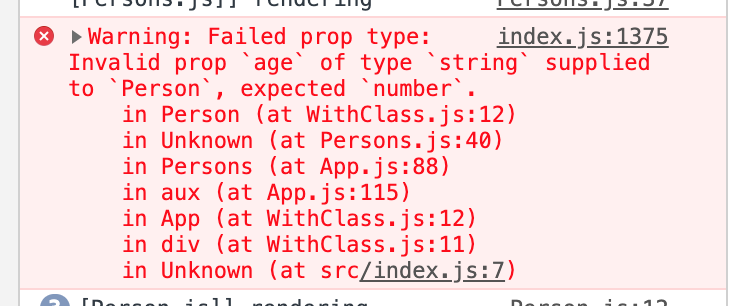 [Persons.js]] rendering Persons.js:37
Warning: Failed prop type: index.js:1375
Invalid prop `age` of type `string` supplied
to `Person`, expected `number`.
in Person (at WithClass.js:12)
in Unknown (at Persons.js:40)
in Persons (at App.js:88)
in aux (at App.js:115)
in App (at WithClass.js:12)
in div (at WithClass.js:11)
in Unknown (at src/index.js:7)
[Person.js]] rendering Person.js:12